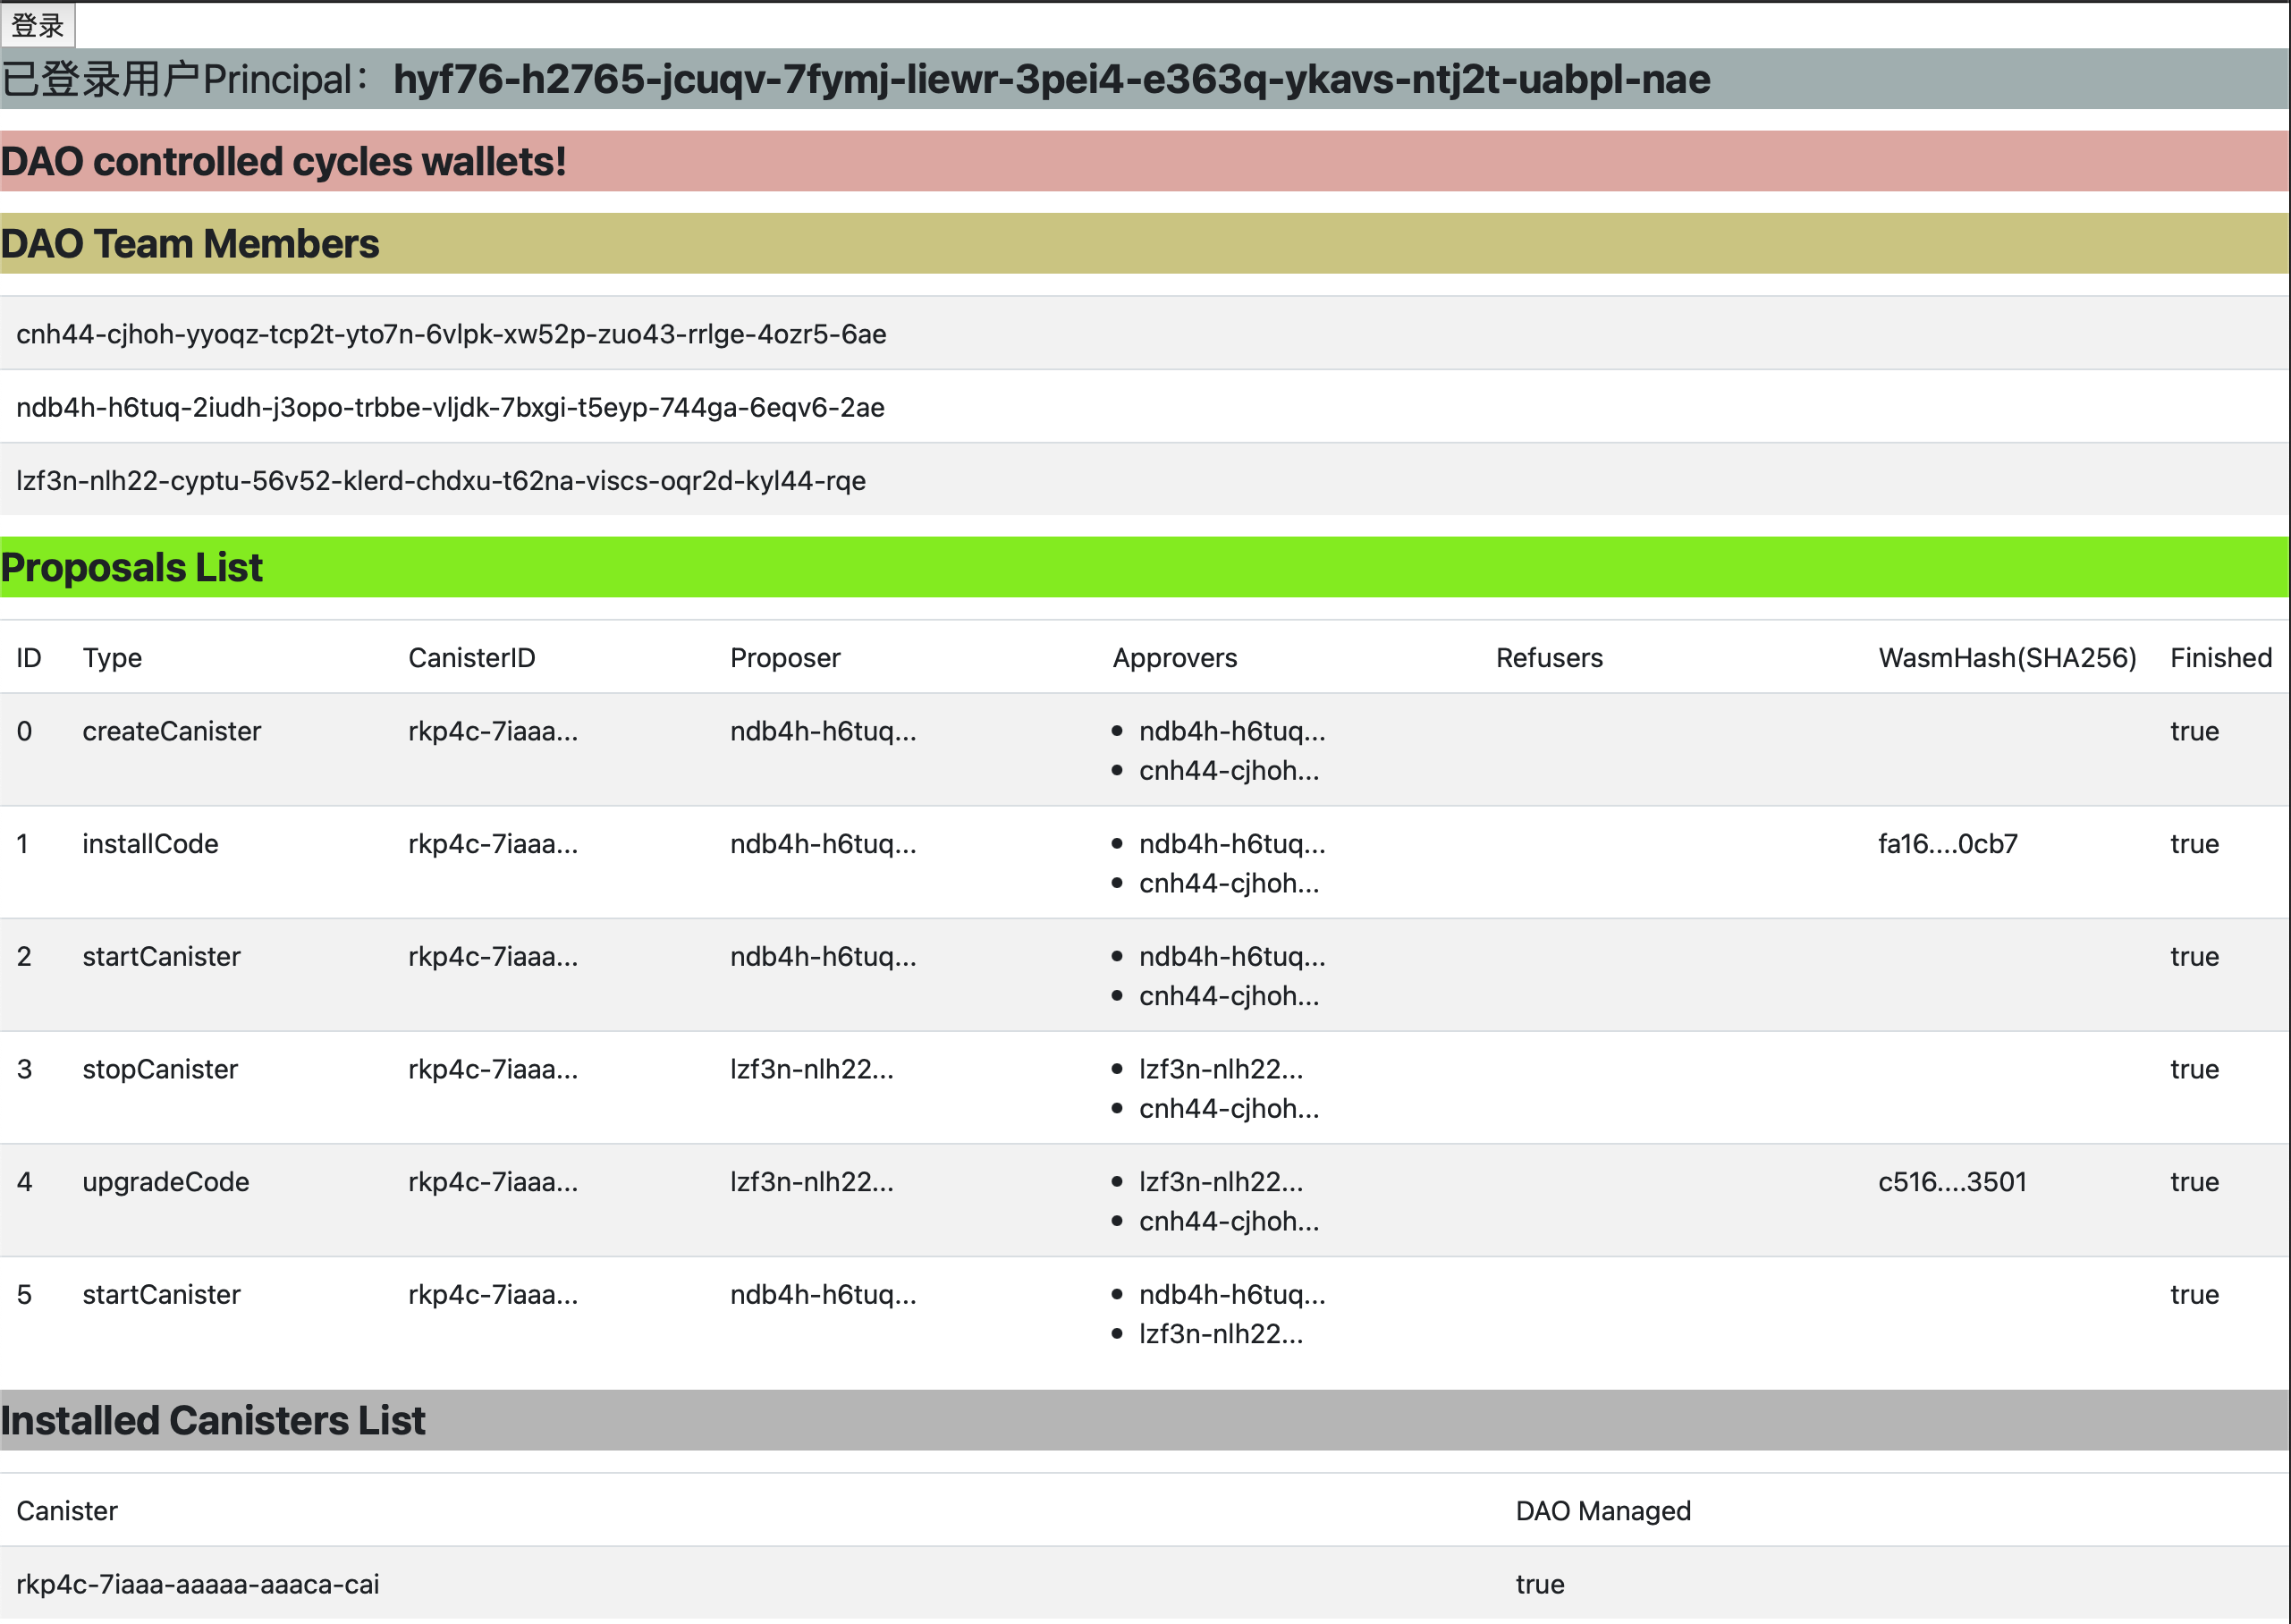 登录
已登录用户Principal：hyf76-h2765-jcuqv-7fymj-liewr-3pei4-e363q-ykavs-ntj2t-uabpl-nae
DAO controlled cycles wallets!
DAO Team Members
cnh44-cjhoh-yyoqz-tcp2t-yto7n-6vlpk-xw52p-zuo43-rrlge-4ozr5-6ae
ndb4h-h6tuq-2iudh-j3opo-trbbe-vljdk-7bxgi-t5eyp-744ga-6eqv6-2ae
lzf3n-nlh22-cyptu-56v52-klerd-chdxu-t62na-viscs-oqr2d-kyl44-rqe
Proposals List
ID Type CanisterID Proposer Approvers Refusers WasmHash(SHA256) Finished
0 createCanister rkp4c-7iaaa... ndb4h-h6tuq... • ndb4h-h6tuq... true
• cnh44-cjhoh...
1 installCode rkp4c-7iaaa... ndb4h-h6tuq... • ndb4h-h6tuq... fa16....0cb7 true
• cnh44-cjhoh...
2 startCanister rkp4c-7iaaa... ndb4h-h6tuq... • ndb4h-h6tuq... true
• cnh44-cjhoh...
3 stopCanister rkp4c-7iaaa... lzf3n-nlh22... • lzf3n-nlh22... true
• cnh44-cjhoh...
4 upgradeCode rkp4c-7iaaa... lzf3n-nlh22... • lzf3n-nlh22... c516....3501 true
• cnh44-cjhoh...
5 startCanister rkp4c-7iaaa... ndb4h-h6tuq... • ndb4h-h6tuq... true
• lzf3n-nlh22...
Installed Canisters List
Canister DAO Managed
rkp4c-7iaaa-aaaaa-aaaca-cai true